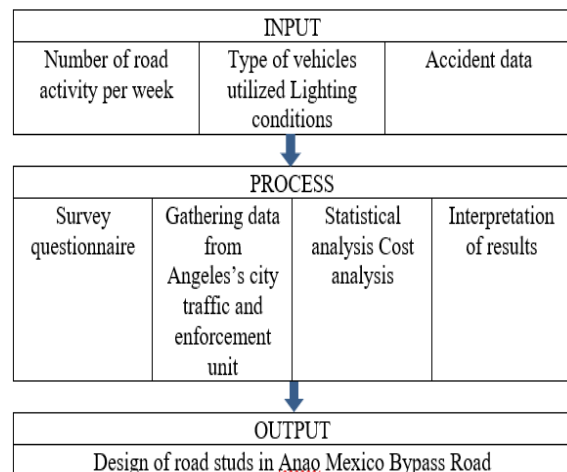 INPUT
Number of road
activity per week
Type of vehicles
utilized Lighting
conditions
Accident data
PROCESS
Survey
questionnaire
Gathering data
from
Angeles's city
traffic and
enforcement
unit
Statistical
analysis Cost
analysis
Interpretation
of results
OUTPUT
Design of road studs in Anao Mexico Bypass Road